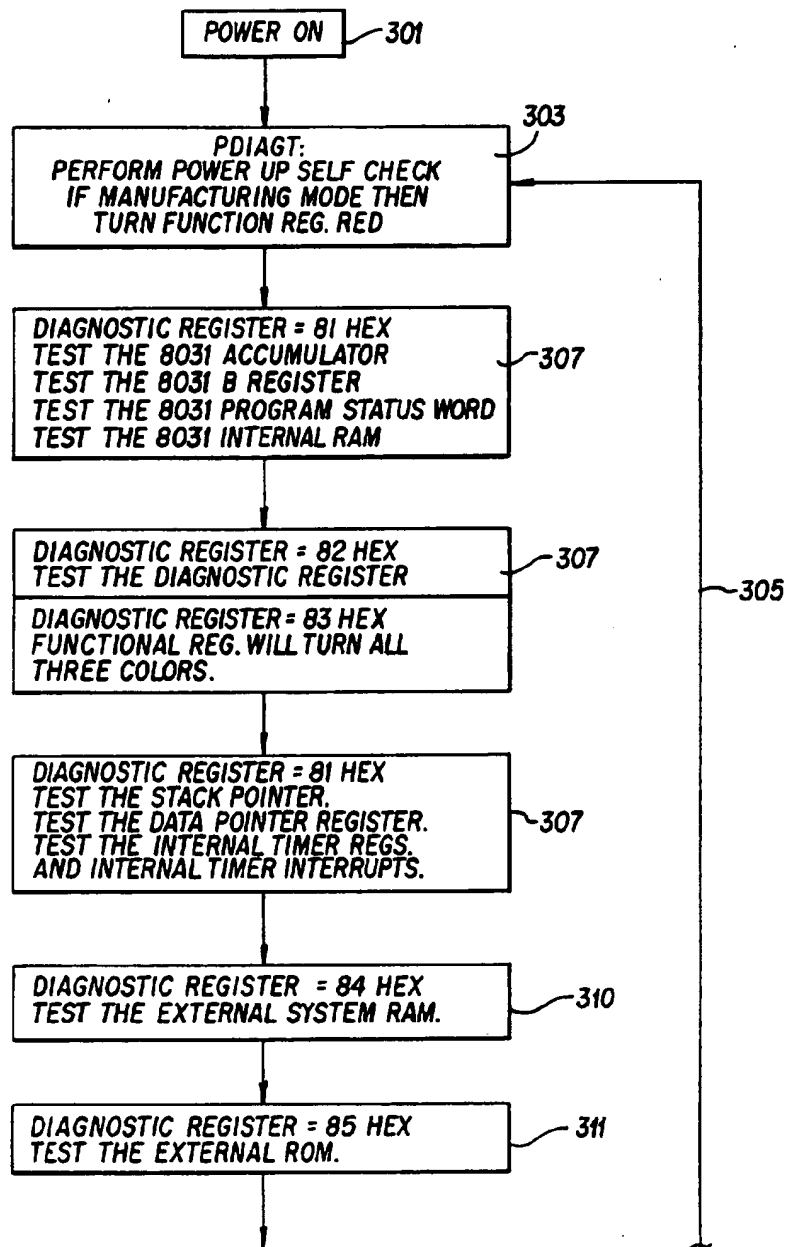 POWER ON
301
303
PDIAGT:
PERFORM POWER UP SELF CHECK
IF MANUFACTURING MODE THEN
TURN FUNCTION REG. RED
DIAGNOSTIC REGISTER = 81 HEX
TEST THE 8031 ACCUMULATOR
TEST THE 8031 B REGISTER
TEST THE 8031 PROGRAM STATUS WORD
TEST THE 8031 INTERNAL RAM
307
DIAGNOSTIC REGISTER = 82 HEX
TEST THE DIAGNOSTIC REGISTER
307
305
DIAGNOSTIC REGISTER = 83 HEX
FUNCTIONAL REG. WILL TURN ALL
THREE COLORS.
DIAGNOSTIC REGISTER = 81 HEX
TEST THE STACK POINTER.
TEST THE DATA POINTER REGISTER.
TEST THE INTERNAL TIMER REGS.
AND INTERNAL TIMER INTERRUPTS.
307
DIAGNOSTIC REGISTER = 84 HEX
TEST THE EXTERNAL SYSTEM RAM.
310
DIAGNOSTIC REGISTER = 85 HEX
TEST THE EXTERNAL ROM.
311